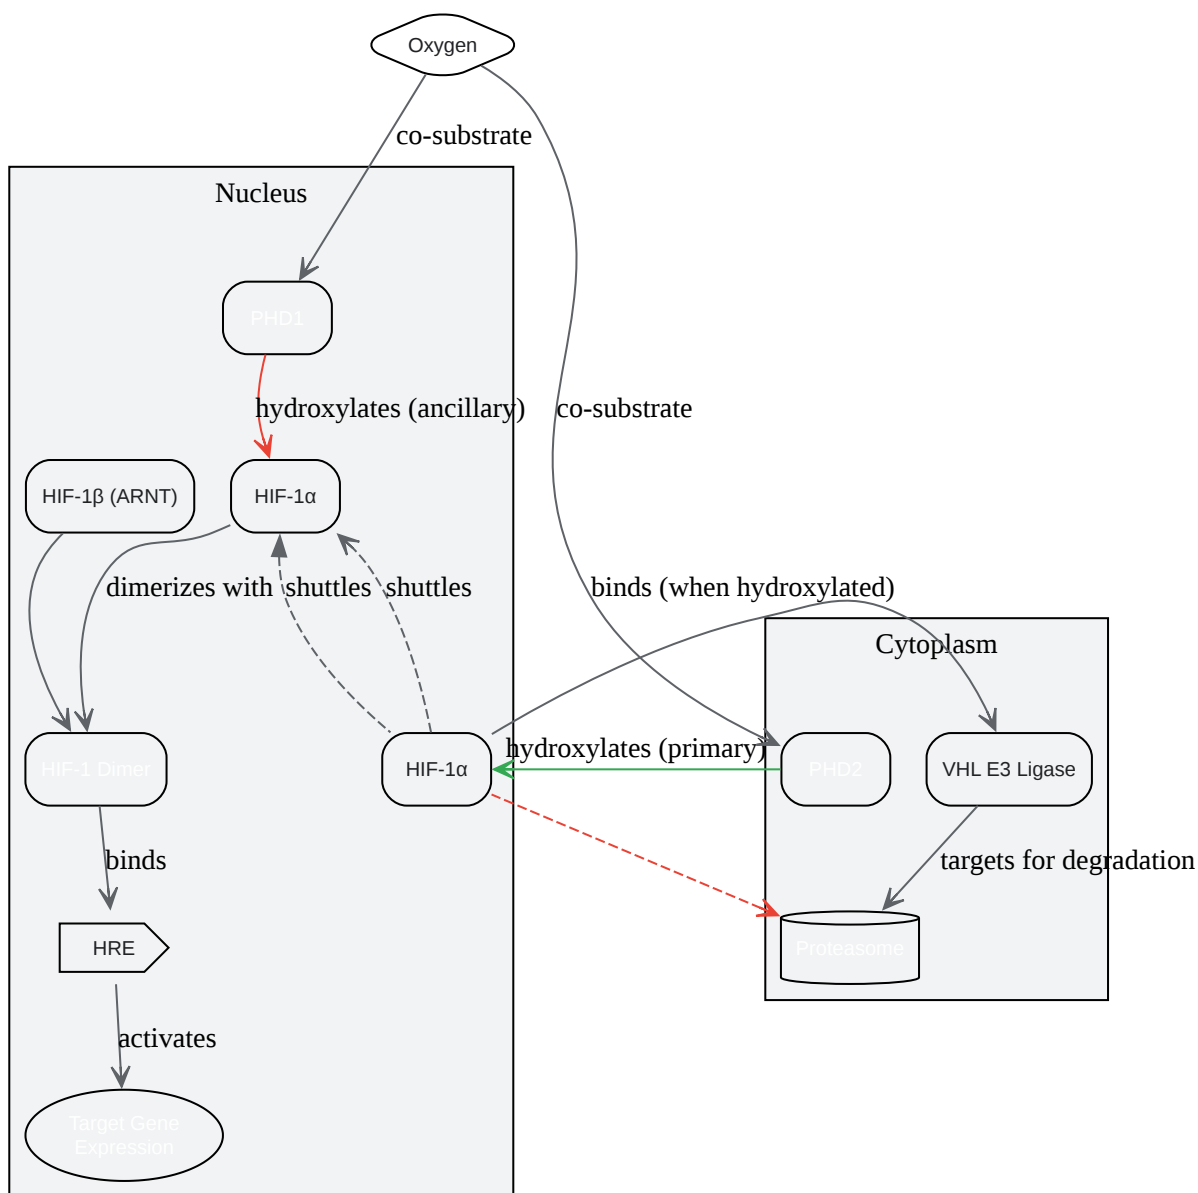 Oxygen
co-substrate
Nucleus
PHD1
hydroxylates (ancillary)
co-substrate
HIF-1β (ARNT)
HIF-1α
dimerizes with
shuttles
shuttles
binds (when hydroxylated)
Cytoplasm
HIF-1 Dimer
HIF-1α
hydroxylates (primary)
PHD2
VHL E3 Ligase
binds
targets for degradation
HRE
Proteasome
activates
Target Gene
Expression